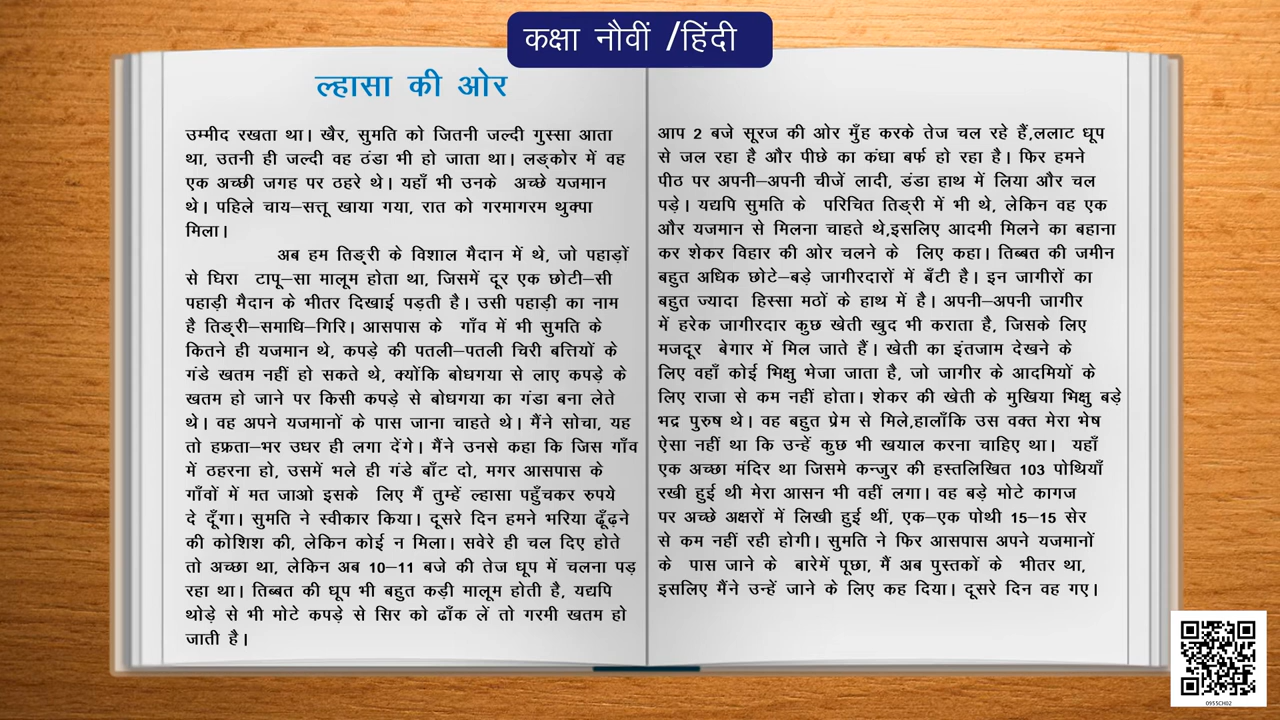 कक्षा नौवीं /हिंदी
ल्हासा की ओर
उम्मीद रखता था। खैर, सुमति को जितनी जल्दी गुस्सा आता
था, उतनी ही जल्दी वह ठंडा भी हो जाता था। लङ्कोर में वह
एक अच्छी जगह पर ठहरे थे। यहाँ भी उनके अच्छे यजमान
थे। पहिले चाय–सत्तू खाया गया, रात को गरमागरम थुक्पा
मिला।
अब हम तिङ्री के विशाल मैदान में थे, जो पहाड़ों
से घिरा टापू–सा मालूम होता था, जिसमें दूर एक छोटी–सी
पहाड़ी मैदान के भीतर दिखाई पड़ती है। उसी पहाड़ी का नाम
है तिङ्री–समाधि–गिरि। आसपास के गाँव में भी सुमति के
कितने ही यजमान थे, कपड़े की पतली–पतली चिरी बत्तियों के
गंडे खतम नहीं हो सकते थे, क्योंकि बोधगया से लाए कपड़े के
खतम हो जाने पर किसी कपड़े से बोधगया का गंडा बना लेते
थे। वह अपने यजमानों के पास जाना चाहते थे। मैंने सोचा, यह
तो हफ़्ता–भर उधर ही लगा देंगे। मैंने उनसे कहा कि जिस गाँव
में ठहरना हो, उसमें भले ही गंडे बाँट दो, मगर आसपास के
गाँवों में मत जाओ इसके लिए मैं तुम्हें ल्हासा पहुँचकर रुपये
दे दूँगा। सुमति ने स्वीकार किया। दूसरे दिन हमने भरिया ढूँढ़ने
की कोशिश की, लेकिन कोई न मिला। सवेरे ही चल दिए होते
तो अच्छा था, लेकिन अब 10–11 बजे की तेज धूप में चलना पड़
रहा था। तिब्बत की धूप भी बहुत कड़ी मालूम होती है, यद्यपि
थोड़े से भी मोटे कपड़े से सिर को ढाँक लें तो गरमी खतम हो
जाती है।
आप 2 बजे सूरज की ओर मुँह करके तेज चल रहे हैं,ललाट धूप
से जल रहा है और पीछे का कंधा बर्फ हो रहा है। फिर हमने
पीठ पर अपनी–अपनी चीजें लादी, डंडा हाथ में लिया और चल
पड़े। यद्यपि सुमति के परिचित तिङ्री में भी थे, लेकिन वह एक
और यजमान से मिलना चाहते थे,इसलिए आदमी मिलने का बहाना
कर शेकर विहार की ओर चलने के लिए कहा। तिब्बत की जमीन
बहुत अधिक छोटे–बड़े जागीरदारों में बँटी है। इन जागीरों का
बहुत ज्यादा हिस्सा मठों के हाथ में है। अपनी–अपनी जागीर
में हरेक जागीरदार कुछ खेती खुद भी कराता है, जिसके लिए
मजदूर बेगार में मिल जाते हैं। खेती का इंतजाम देखने के
लिए वहाँ कोई भिक्षु भेजा जाता है, जो जागीर के आदमियों के
लिए राजा से कम नहीं होता। शेकर की खेती के मुखिया भिक्षु बड़े
भद्र पुरुष थे। वह बहुत प्रेम से मिले,हालाँकि उस वक्त मेरा भेष
ऐसा नहीं था कि उन्हें कुछ भी खयाल करना चाहिए था। यहाँ
एक अच्छा मंदिर था जिसमे कन्जुर की हस्तलिखित 103 पोथियाँ
रखी हुई थी मेरा आसन भी वहीं लगा। वह बड़े मोटे कागज
पर अच्छे अक्षरों में लिखी हुई थीं, एक–एक पोथी 15–15 सेर
से कम नहीं रही होगी। सुमति ने फिर आसपास अपने यजमानों
के पास जाने के बारेमें पूछा, मैं अब पुस्तकों के भीतर था,
इसलिए मैंने उन्हें जाने के लिए कह दिया। दूसरे दिन वह गए।
0955CH02